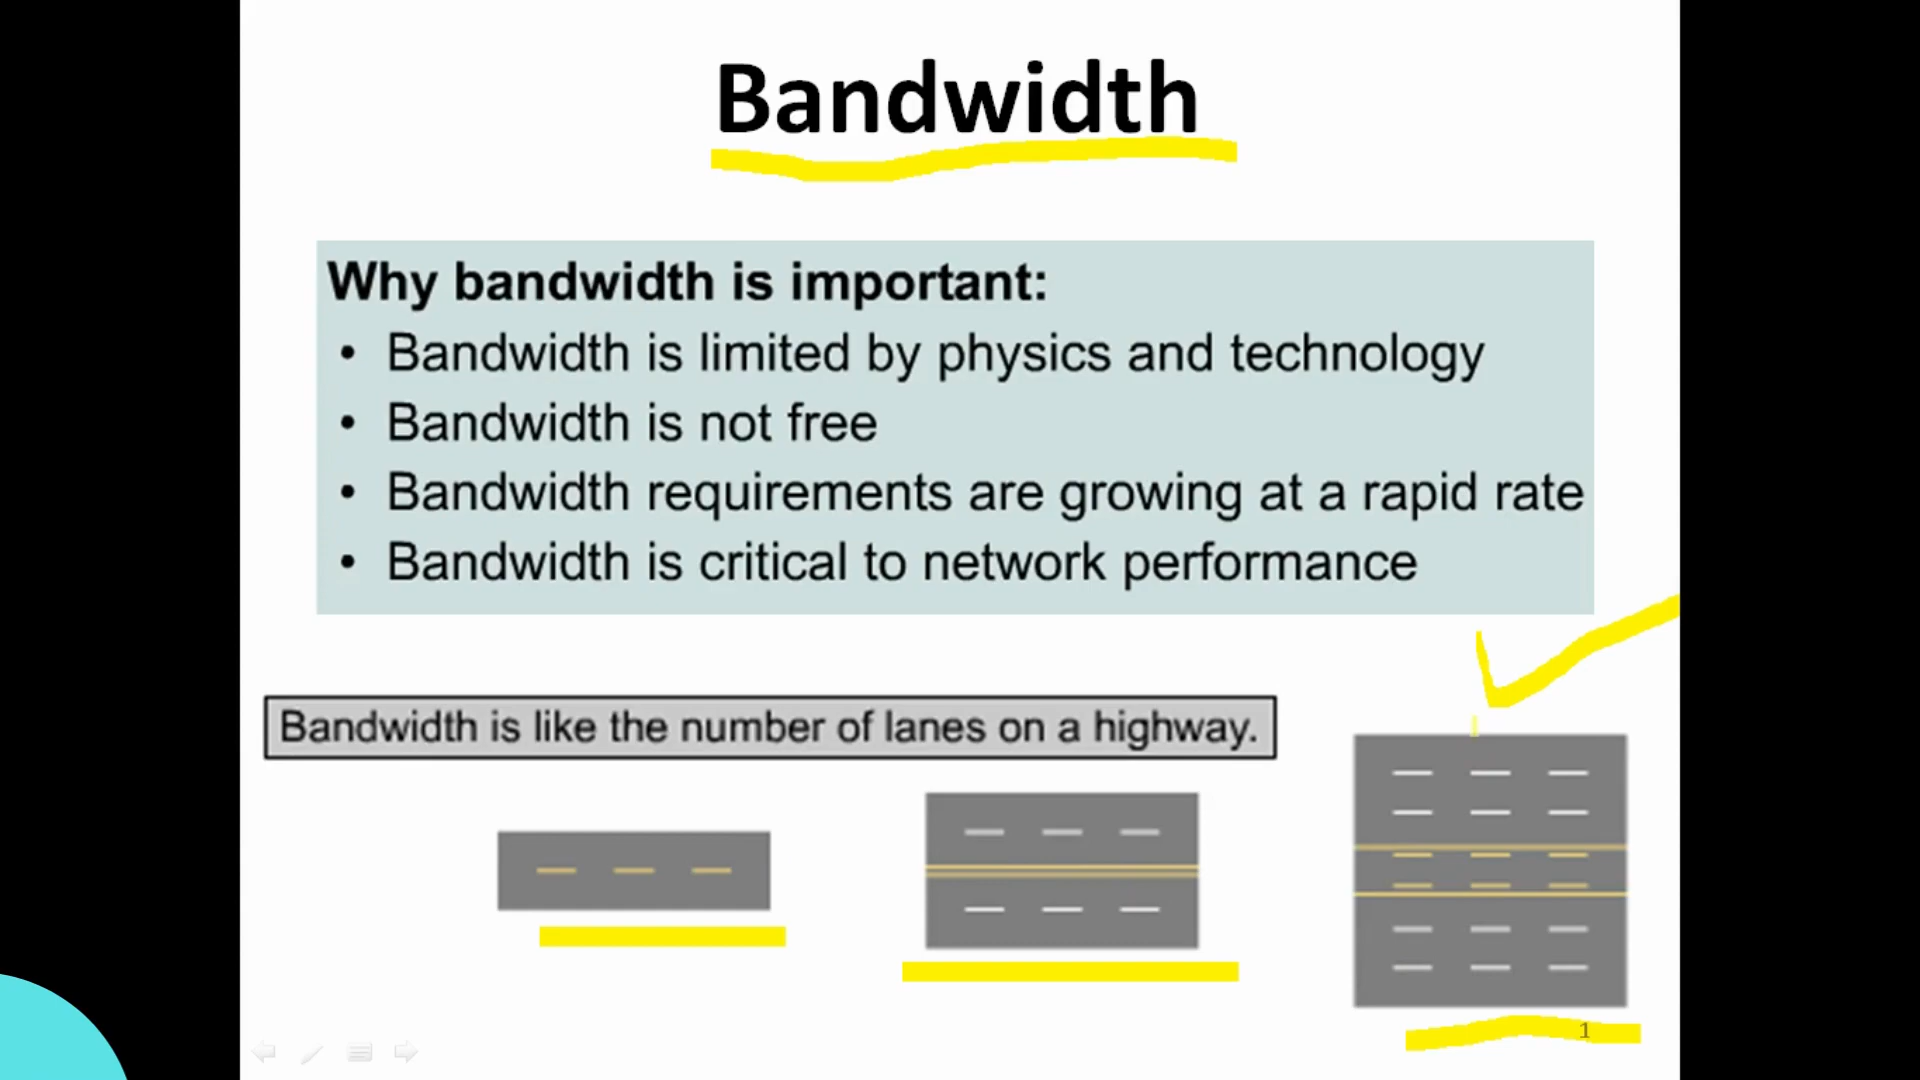 Bandwidth
Why bandwidth is important:
• Bandwidth is limited by physics and technology
• Bandwidth is not free
• Bandwidth requirements are growing at a rapid rate
• Bandwidth is critical to network performance
Bandwidth is like the number of lanes on a highway.
1